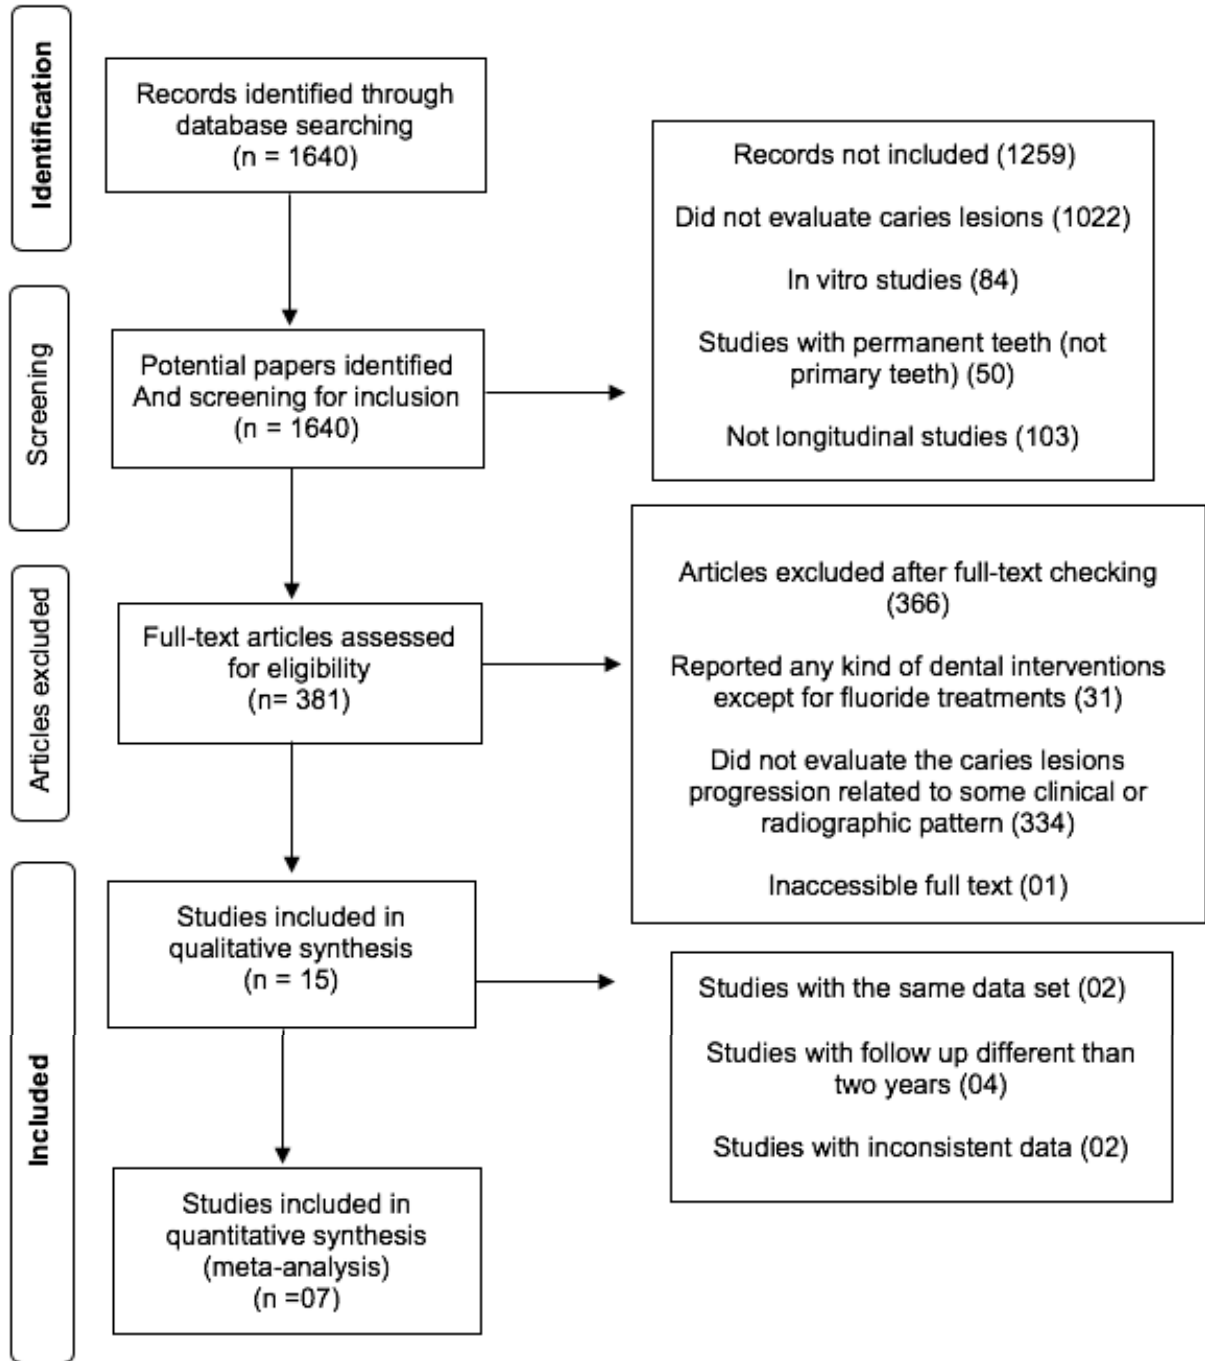 Identification
Records identified through
database searching
(n = 1640)
Records not included (1259)
Did not evaluate caries lesions (1022)
In vitro studies (84)
Studies with permanent teeth (not
primary teeth) (50)
Not longitudinal studies (103)
Screening
Potential papers identified
And screening for inclusion
(n = 1640)
Articles excluded
Full-text articles assessed
for eligibility
(n= 381)
Articles excluded after full-text checking
(366)
Reported any kind of dental interventions
except for fluoride treatments (31)
Did not evaluate the caries lesions
progression related to some clinical or
radiographic pattern (334)
Inaccessible full text (01)
Included
Studies included in
qualitative synthesis
(n = 15)
Studies with the same data set (02)
Studies with follow up different than
two years (04)
Studies with inconsistent data (02)
Studies included in
quantitative synthesis
(meta-analysis)
(n =07)